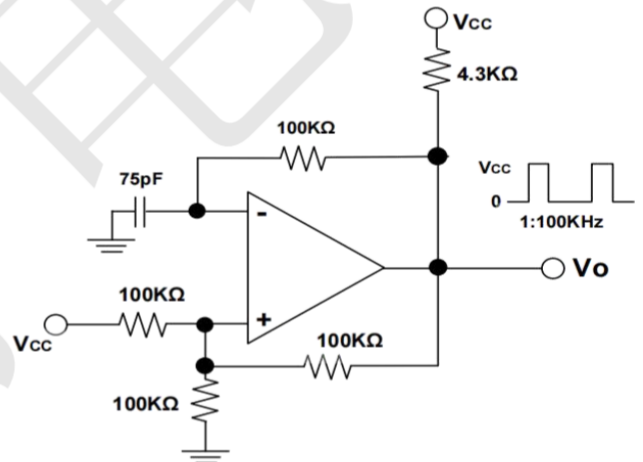 Vcc
4.3KΩ
100KΩ
75pF
Vcc
0
1:100KHz
-
Vo
100KΩ
+
Vcc
100KΩ
100KΩ